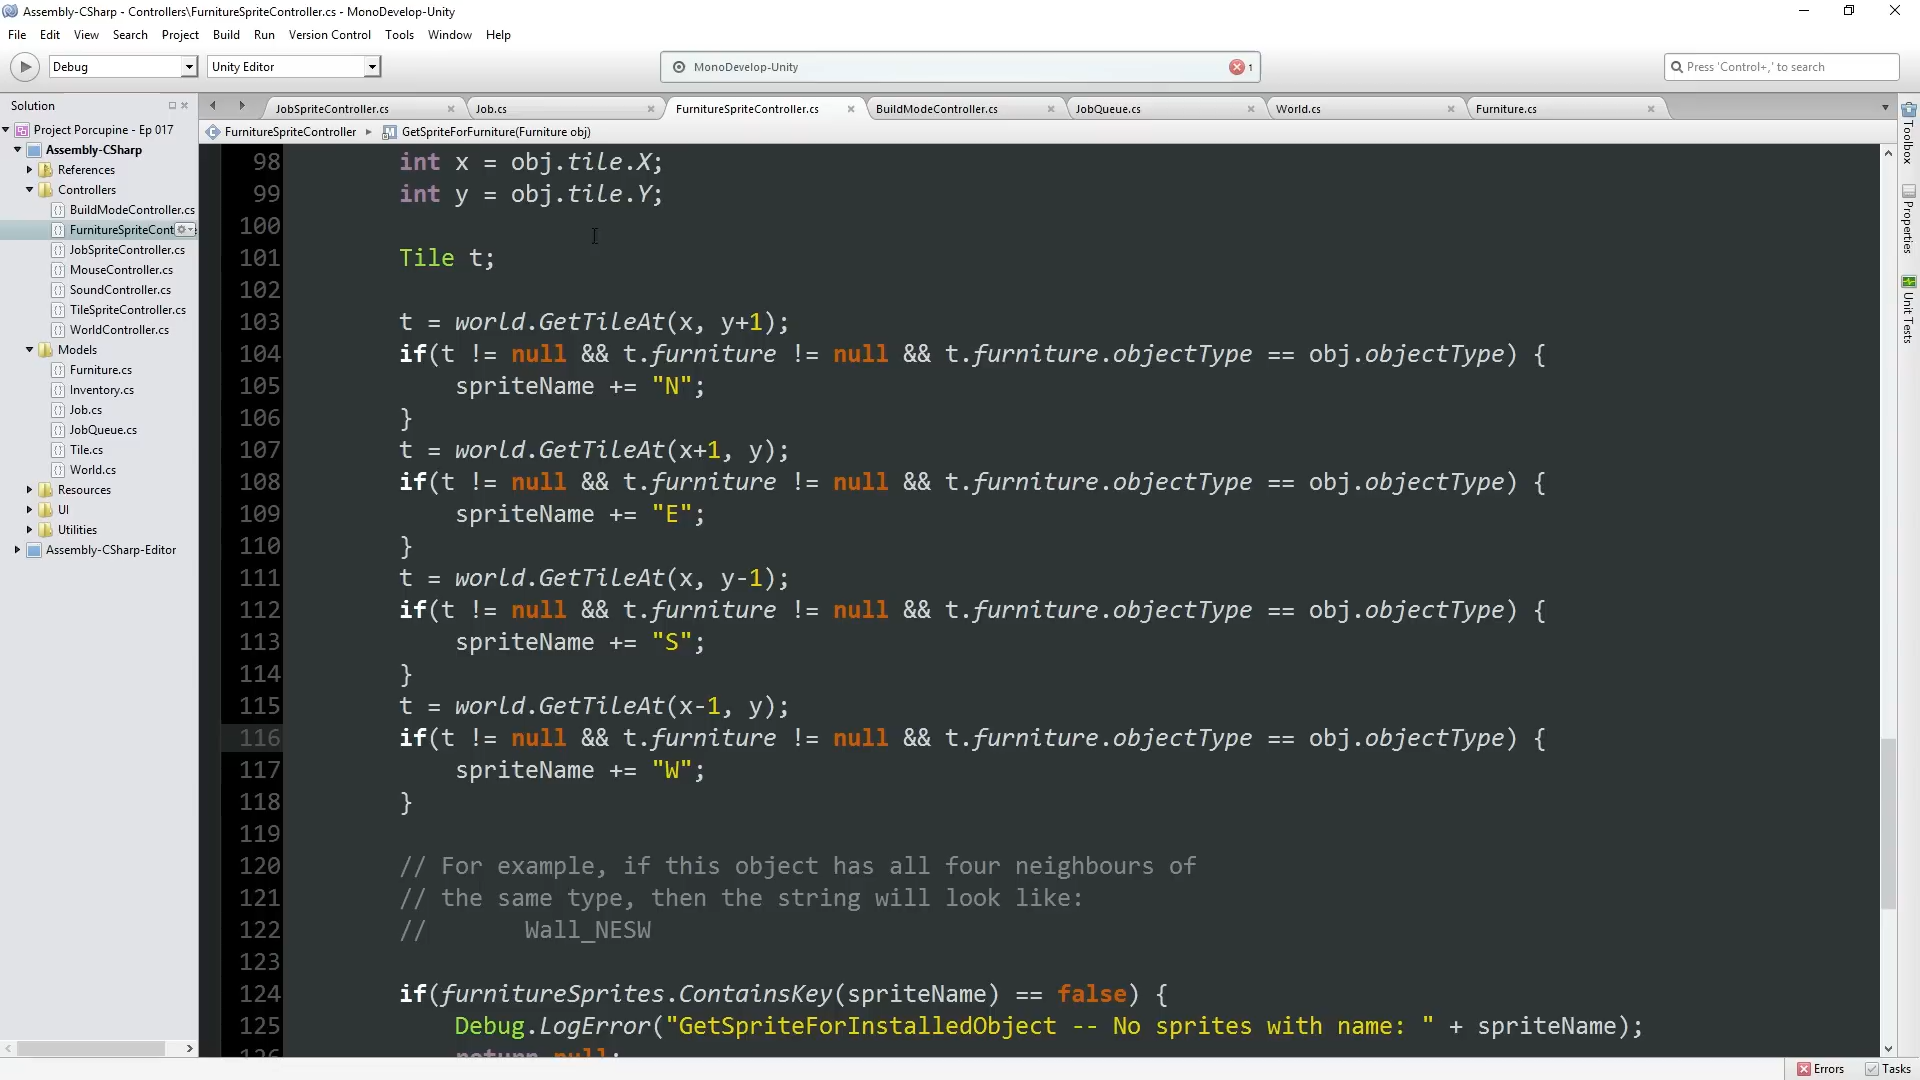 Assembly-CSharp - Controllers\FurnitureSpriteController.cs - MonoDevelop-Unity
File Edit View Search Project Build Run Version Control Tools Window Help
Debug
Unity Editor
MonoDevelop-Unity
1
Press 'Control+,' to search
Solution
Project Porcupine - Ep 017
Assembly-CSharp
References
Controllers
BuildModeController.cs
FurnitureSpriteCont
JobSpriteController.cs
MouseController.cs
SoundController.cs
TileSpriteController.cs
WorldController.cs
Models
Furniture.cs
Inventory.cs
Job.cs
JobQueue.cs
Tile.cs
World.cs
Resources
UI
Utilities
Assembly-CSharp-Editor
JobSpriteController.cs Job.cs FurnitureSpriteController.cs BuildModeController.cs JobQueue.cs World.cs Furniture.cs
FurnitureSpriteController GetSpriteForFurniture(Furniture obj)
98 int x = obj.tile.X;
99 int y = obj.tile.Y;
100
101 Tile t;
102
103 t = world.GetTileAt(x, y+1);
104 if(t != null && t.furniture != null && t.furniture.objectType == obj.objectType) {
105 spriteName += "N";
106 }
107 t = world.GetTileAt(x+1, y);
108 if(t != null && t.furniture != null && t.furniture.objectType == obj.objectType) {
109 spriteName += "E";
110 }
111 t = world.GetTileAt(x, y-1);
112 if(t != null && t.furniture != null && t.furniture.objectType == obj.objectType) {
113 spriteName += "S";
114 }
115 t = world.GetTileAt(x-1, y);
116 if(t != null && t.furniture != null && t.furniture.objectType == obj.objectType) {
117 spriteName += "W";
118 }
119
120 // For example, if this object has all four neighbours of
121 // the same type, then the string will look like:
122 // Wall_NESW
123
124 if(furnitureSprites.ContainsKey(spriteName) == false) {
125 Debug.LogError("GetSpriteForInstalledObject -- No sprites with name: " + spriteName);
126 return null;
Toolbox
Properties
Unit Tests
Errors
Tasks